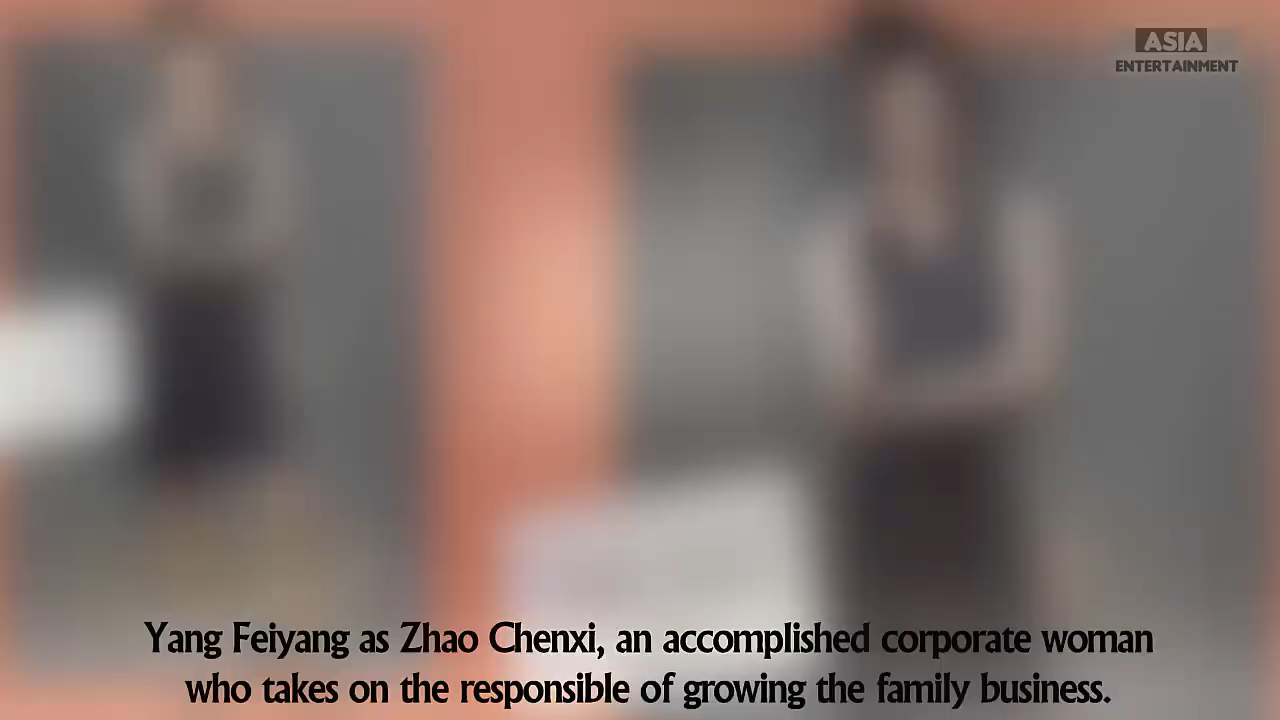 ASIA
ENTERTAINMENT
Yang Feiyang as Zhao Chenxi, an accomplished corporate woman
who takes on the responsible of growing the family business.